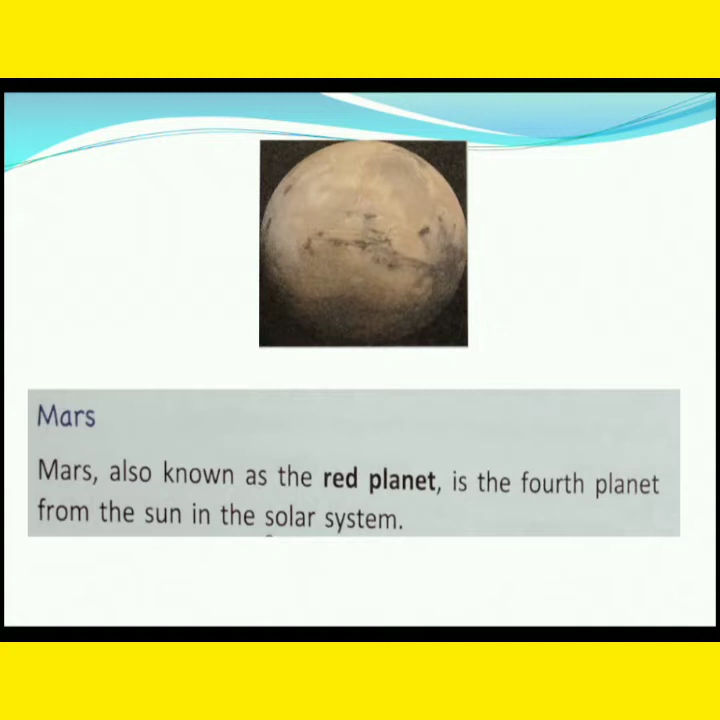 Mars
Mars, also known as the red planet, is the fourth planet
from the sun in the solar system.